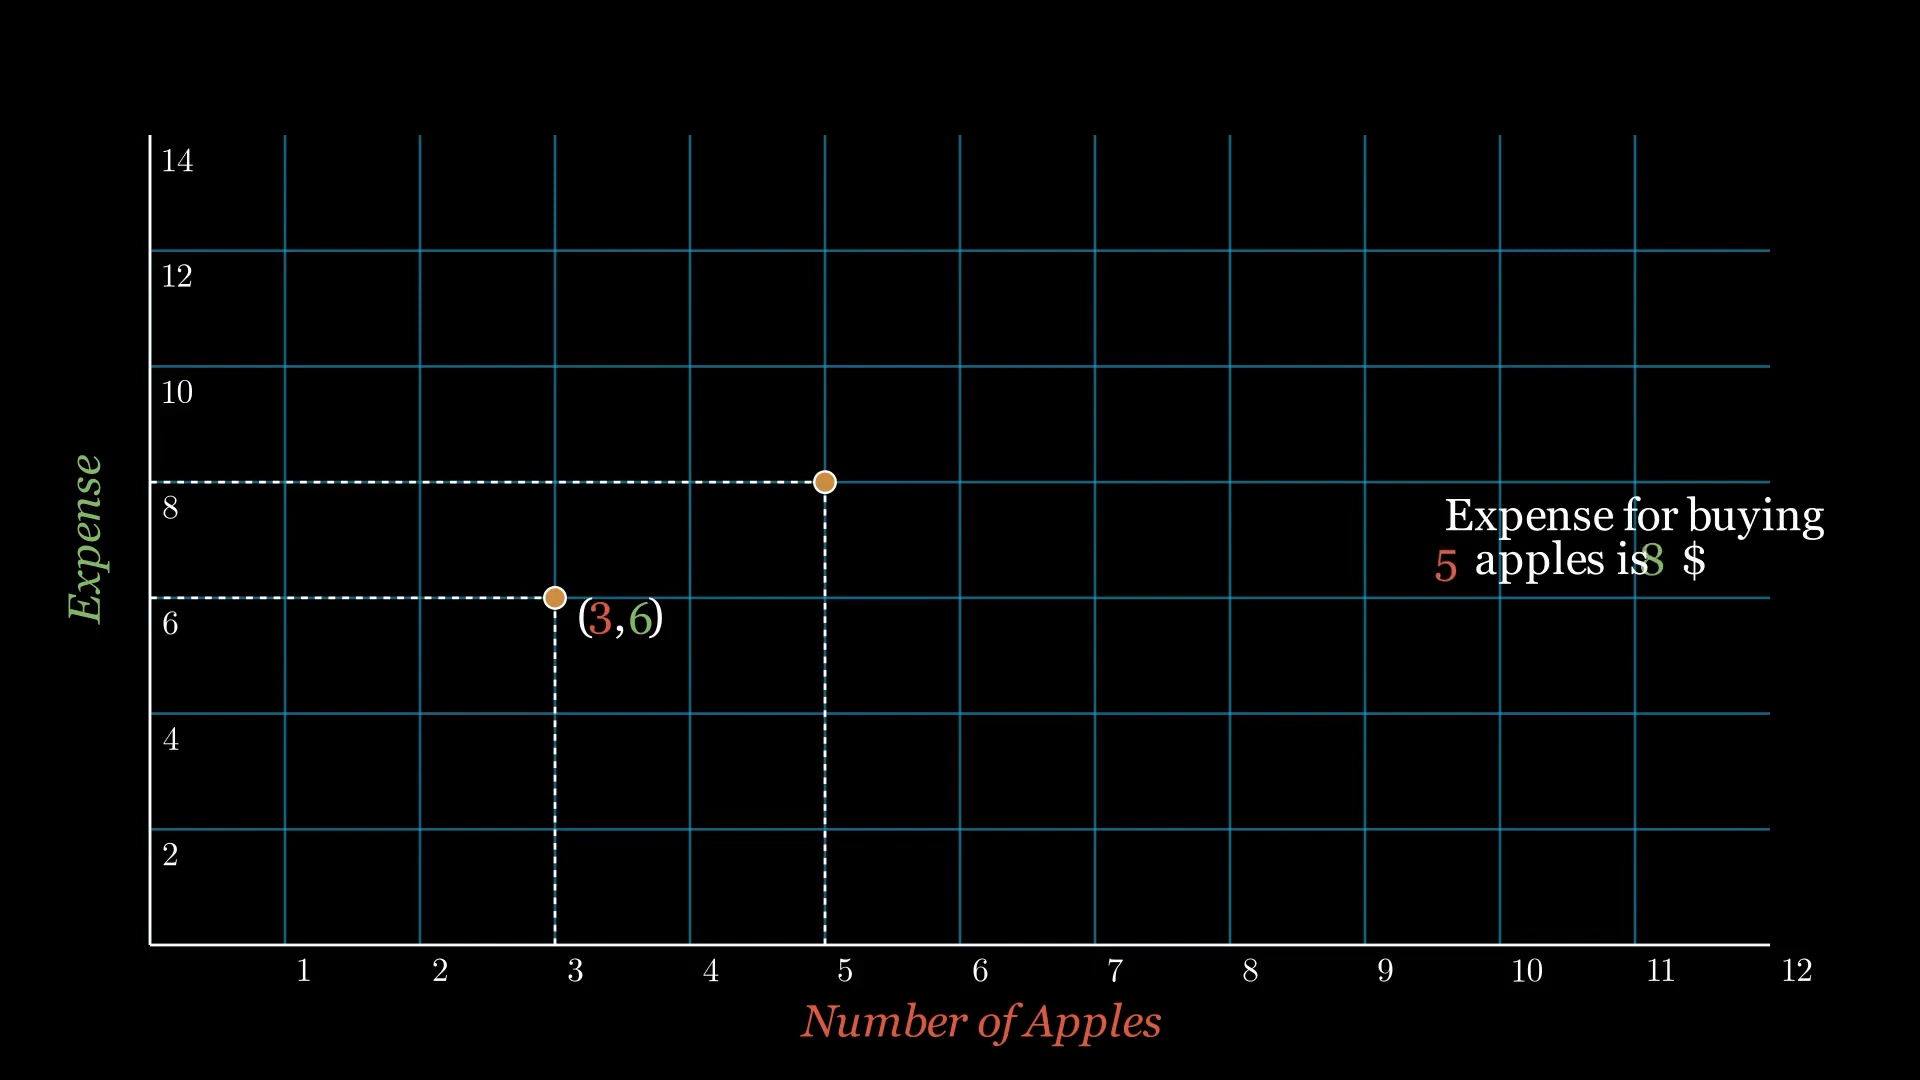 14
12
10
8
6
4
2
Expense
(3,6)
Expense for buying
5 apples is 8 $
1 2 3 4 5 6 7 8 9 10 11 12
Number of Apples